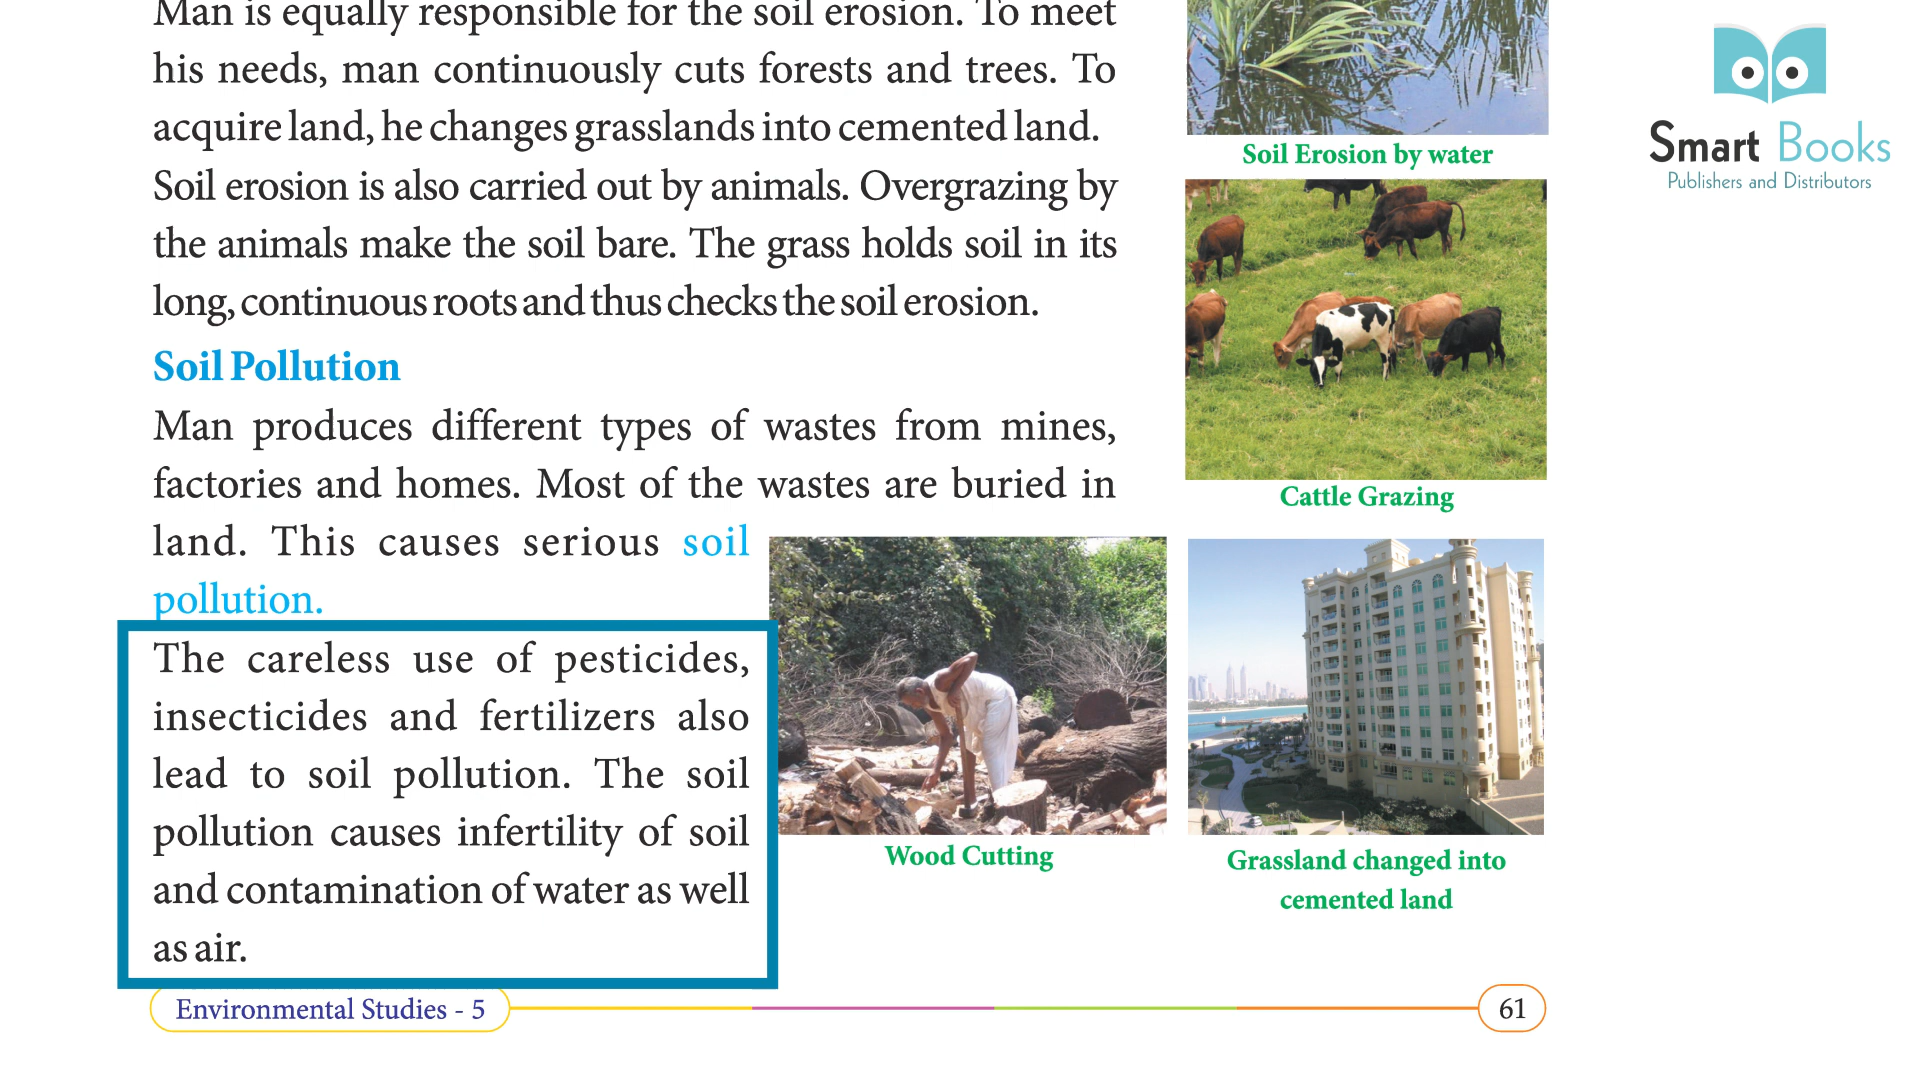 Man is equally responsible for the soil erosion. To meet
his needs, man continuously cuts forests and trees. To
acquire land, he changes grasslands into cemented land.
Soil erosion is also carried out by animals. Overgrazing by
the animals make the soil bare. The grass holds soil in its
long, continuous roots and thus checks the soil erosion.
Soil Pollution
Man produces different types of wastes from mines,
factories and homes. Most of the wastes are buried in
land. This causes serious soil
pollution.
The careless use of pesticides,
insecticides and fertilizers also
lead to soil pollution. The soil
pollution causes infertility of soil
and contamination of water as well
as air.
Soil Erosion by water
Cattle Grazing
Wood Cutting
Grassland changed into
cemented land
Environmental Studies - 5
61
Smart Books
Publishers and Distributors